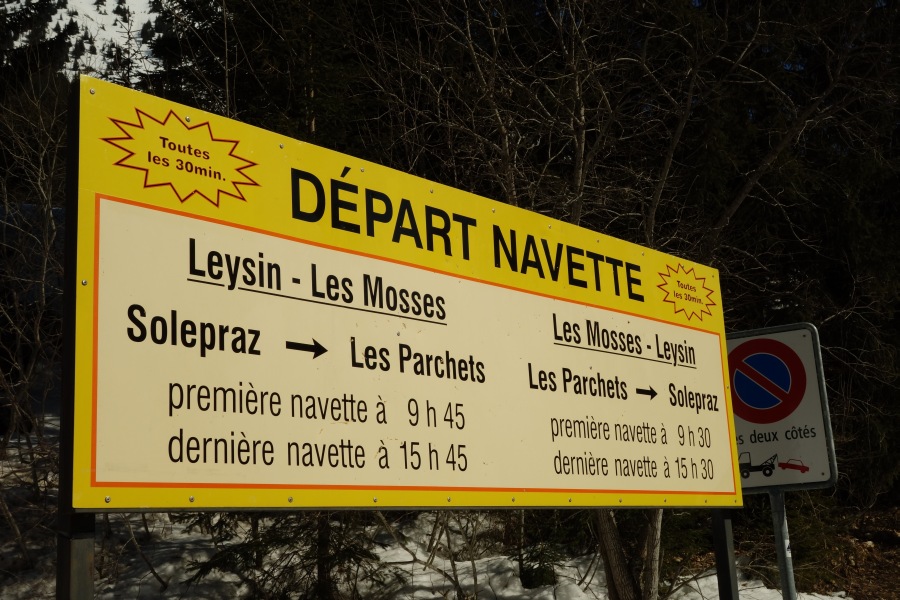 Toutes
les 30min.
DÉPART NAVETTE
Toutes
les 30min.
Leysin - Les Mosses
Solepraz → Les Parchets
première navette à 9 h 45
dernière navette à 15 h 45
Les Mosses - Leysin
Les Parchets → Solepraz
première navette à 9 h 30
dernière navette à 15 h 30
deux côtés